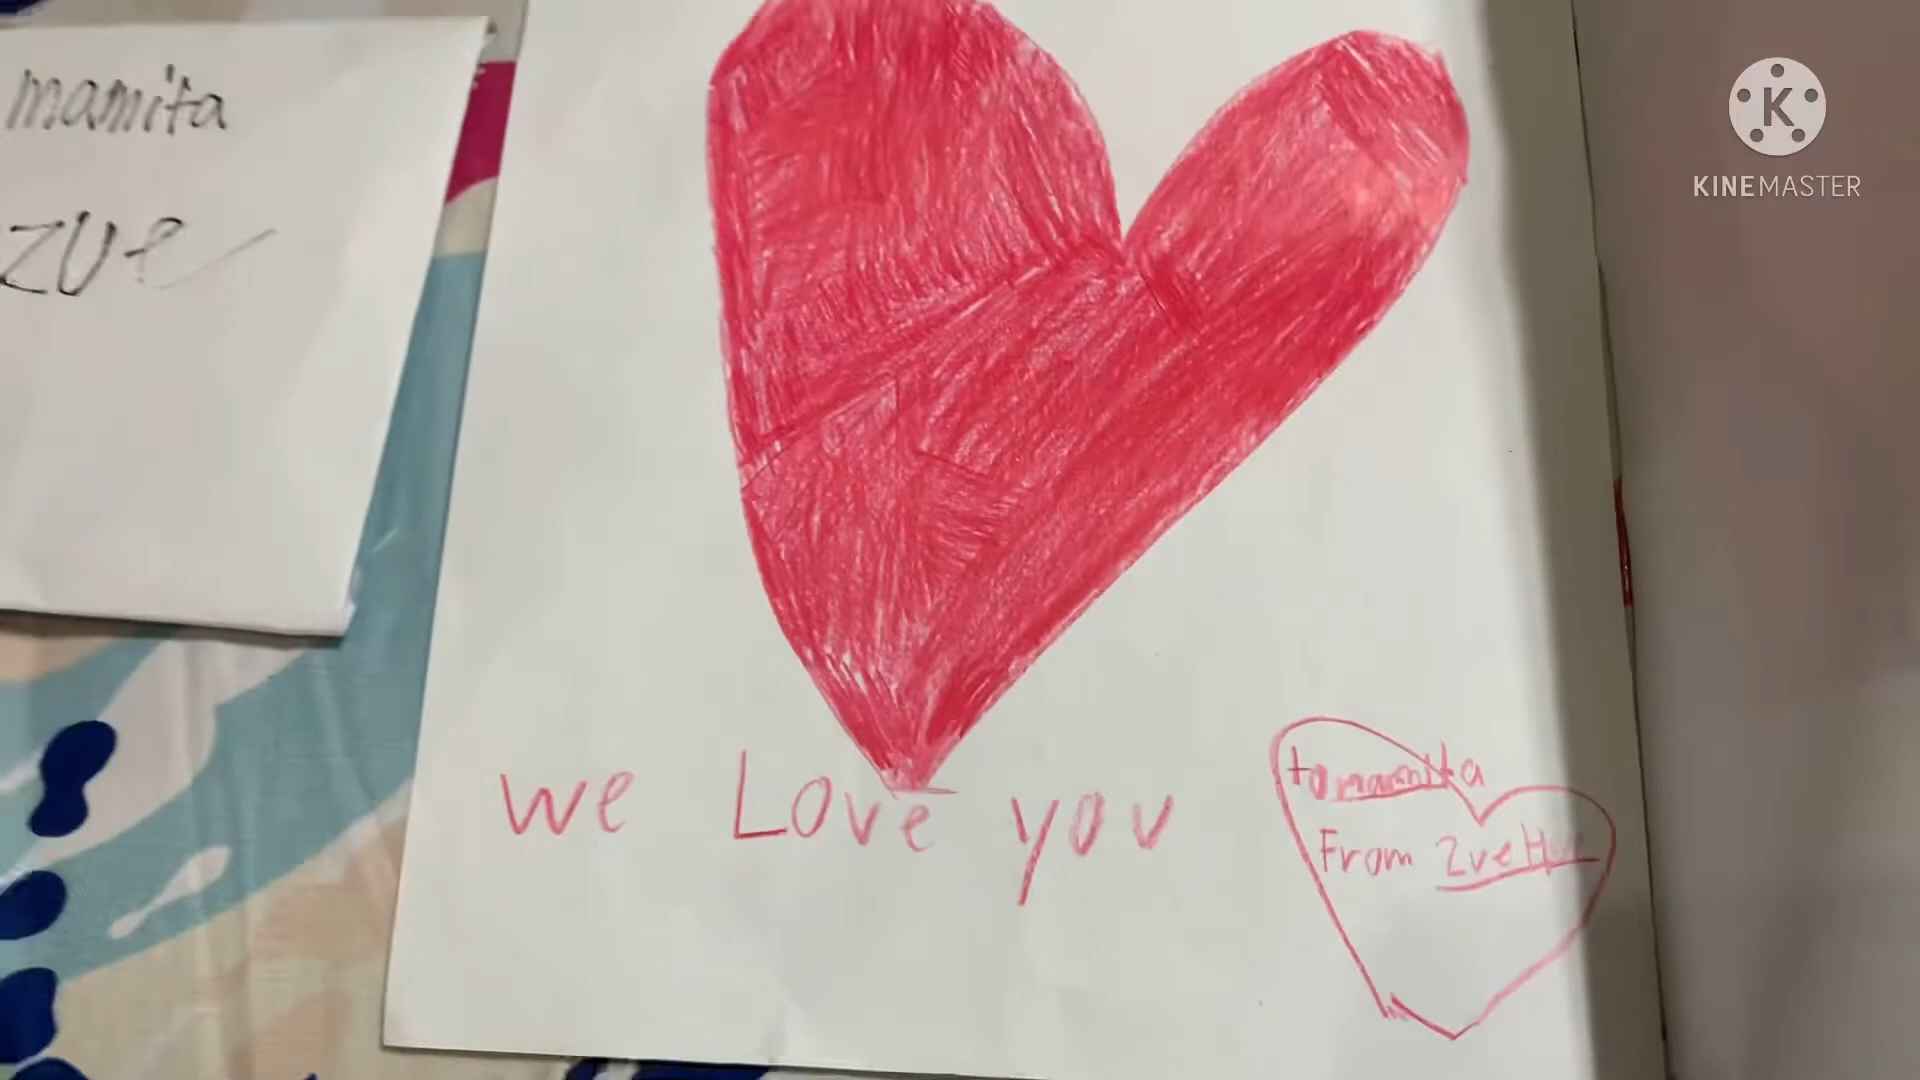 mamita
zue
we Love you
to mamita
From Zve
KINEMASTER